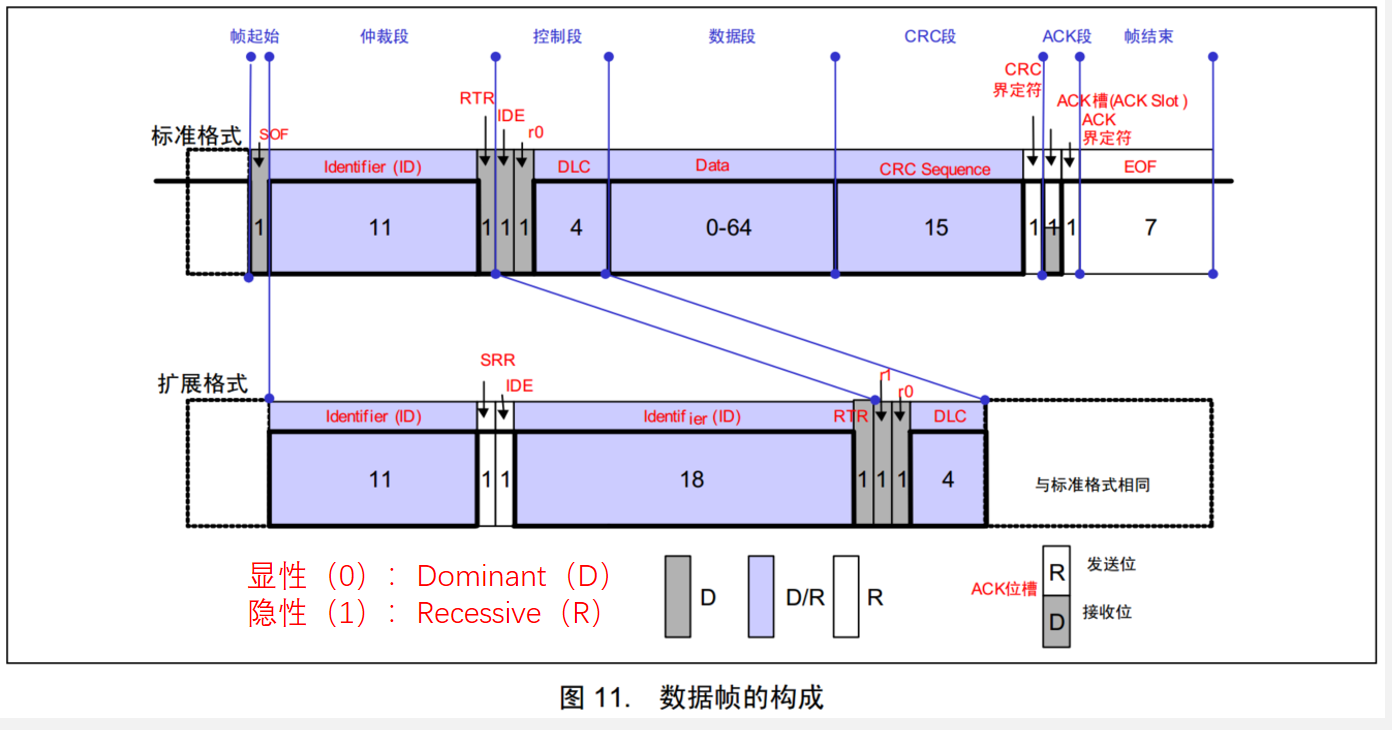 帧起始 仲裁段 控制段 数据段 CRC段 ACK段 帧结束
RTR
IDE
r0
CRC
界定符
ACK槽(ACK Slot)
ACK
界定符
标准格式
SOF
Identifier (ID) DLC Data CRC Sequence EOF
1 11 1 1 1 4 0-64 15 1 1 1 7
扩展格式
SRR
IDE
r1
r0
Identifier (ID) Identifier (ID) RTR DLC
11 1 1 18 1 1 1 4 与标准格式相同
显性（0）：Dominant（D）
隐性（1）：Recessive（R）
D D/R R
ACK位槽
R 发送位
D 接收位
图 11. 数据帧的构成